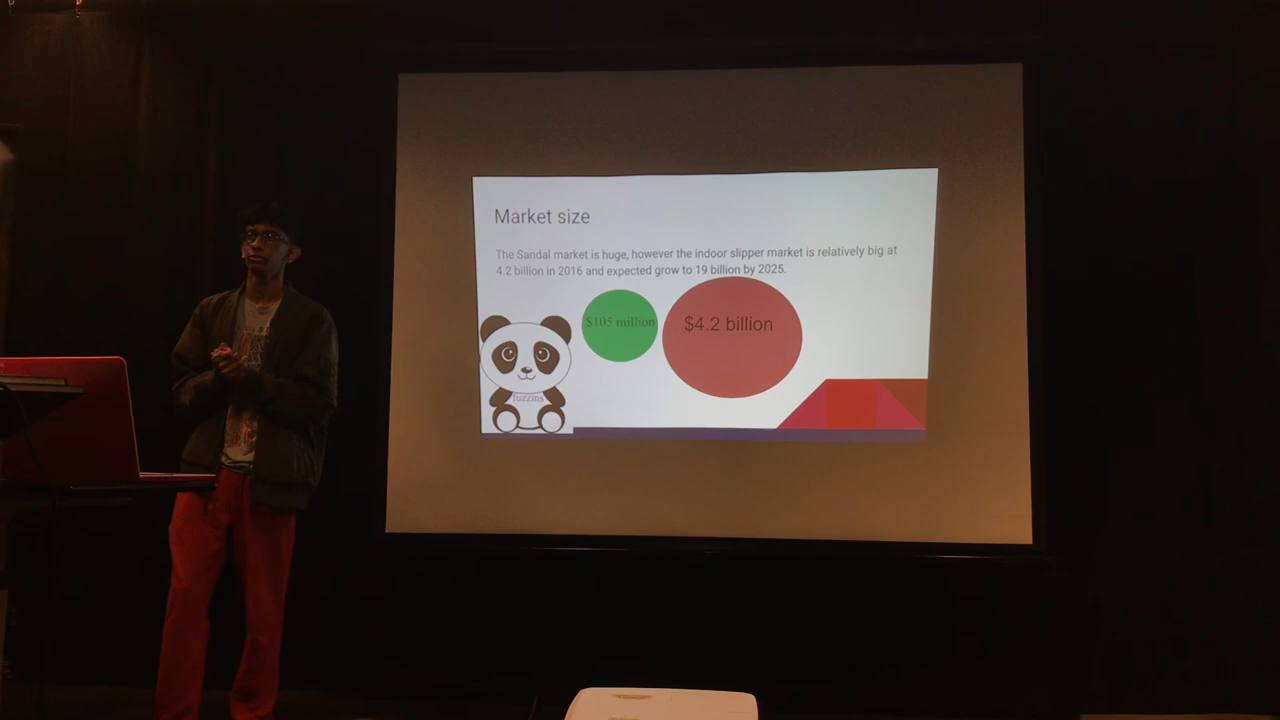 Market size
The Sandal market is huge, however the indoor slipper market is relatively big at
4.2 billion in 2016 and expected grow to 19 billion by 2025.
$105 million
$4.2 billion
fuzzins